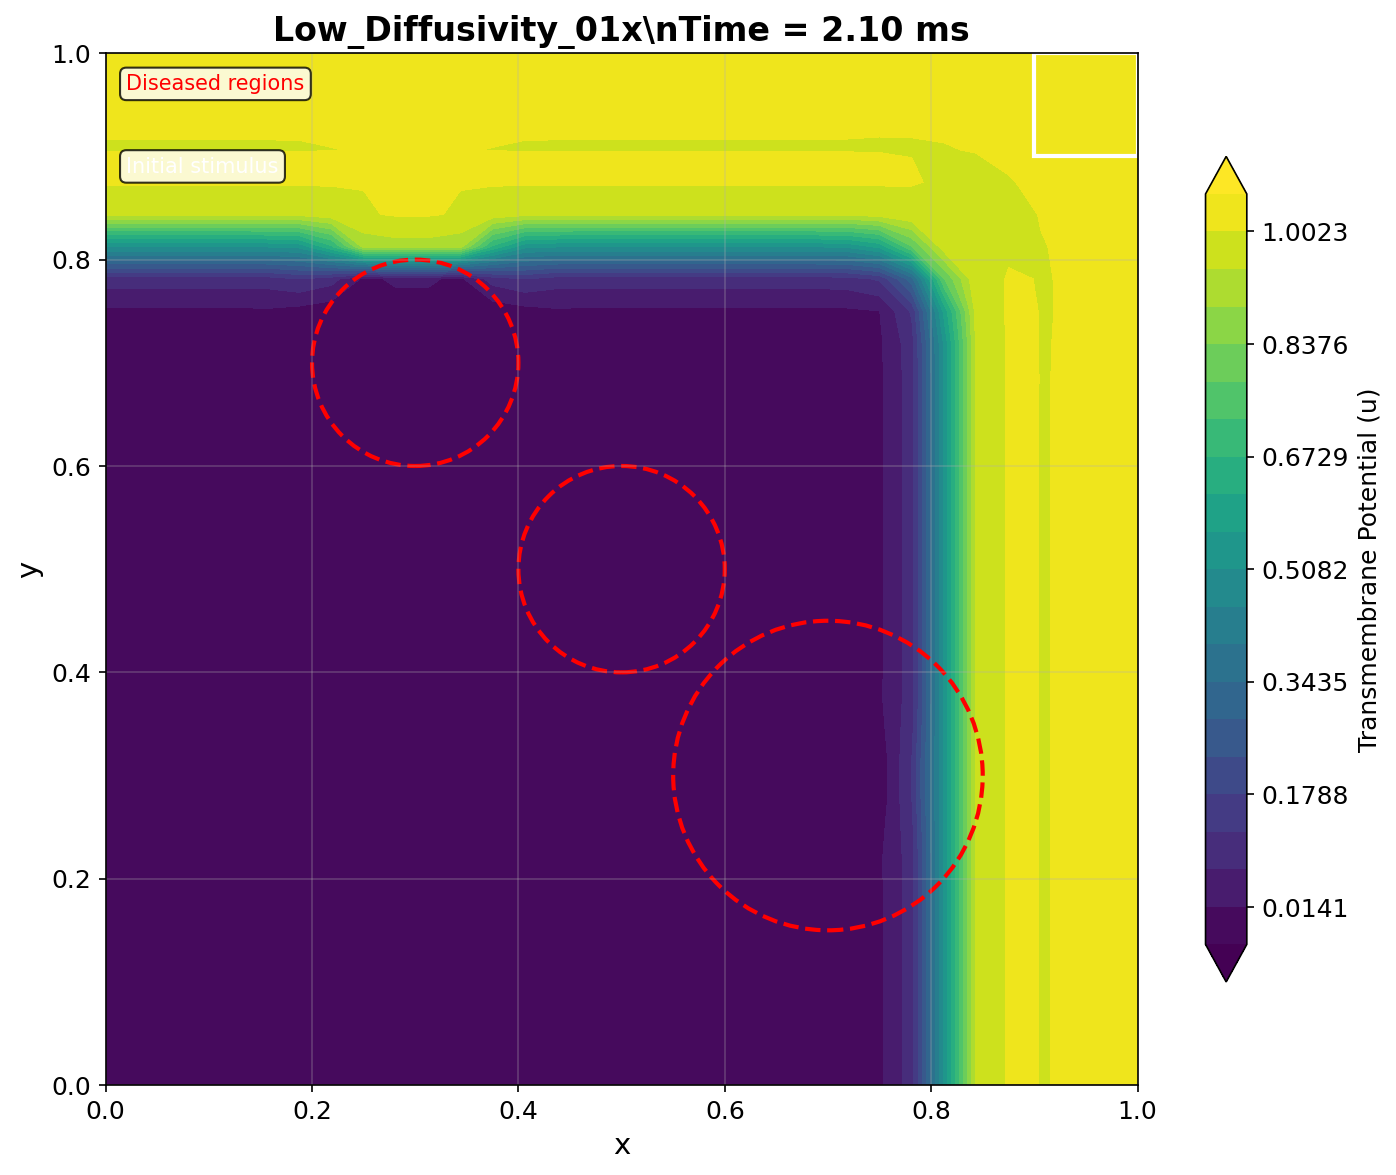 Low_Diffusivity_01x\nTime = 2.10 ms
Diseased regions
Initial stimulus
1.0
0.8
0.6
0.4
0.2
0.0
y
0.0 0.2 0.4 0.6 0.8 1.0
x
1.0023
0.8376
0.6729
0.5082
0.3435
0.1788
0.0141
Transmembrane Potential (u)